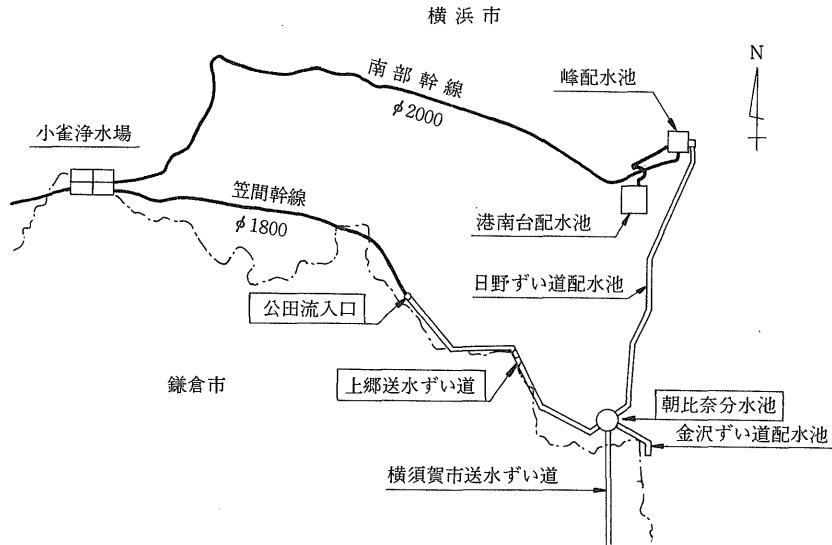 横浜市
N
南部幹線
φ2000
峰配水池
小雀浄水場
笠間幹線
φ1800
港南台配水池
日野ずい道配水池
公田流入口
上郷送水ずい道
鎌倉市
朝比奈分水池
金沢ずい道配水池
横須賀市送水ずい道